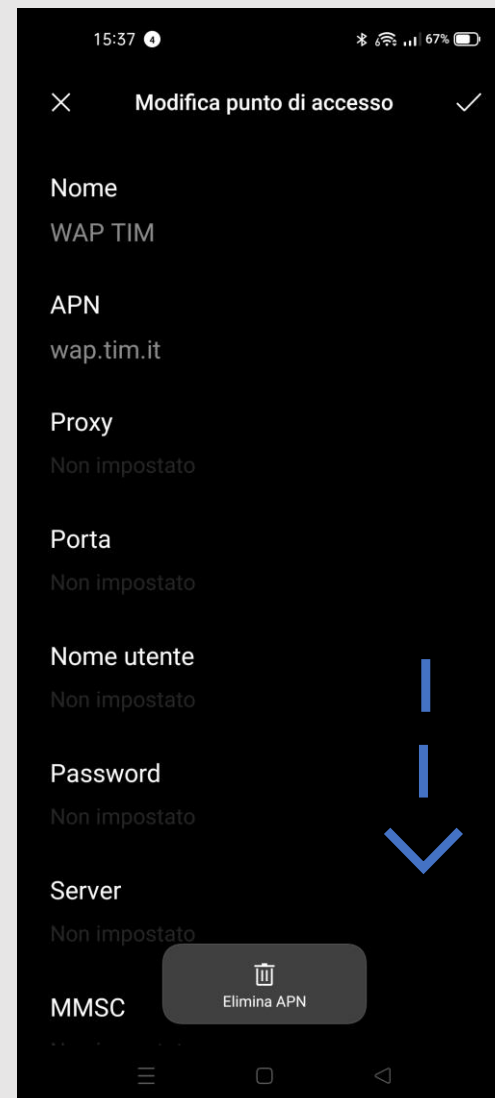 15:37 4 67%
Modifica punto di accesso
Nome
WAP TIM
APN
wap.tim.it
Proxy
Non impostato
Porta
Non impostato
Nome utente
Non impostato
Password
Non impostato
Server
Non impostato
Elimina APN
MMSC